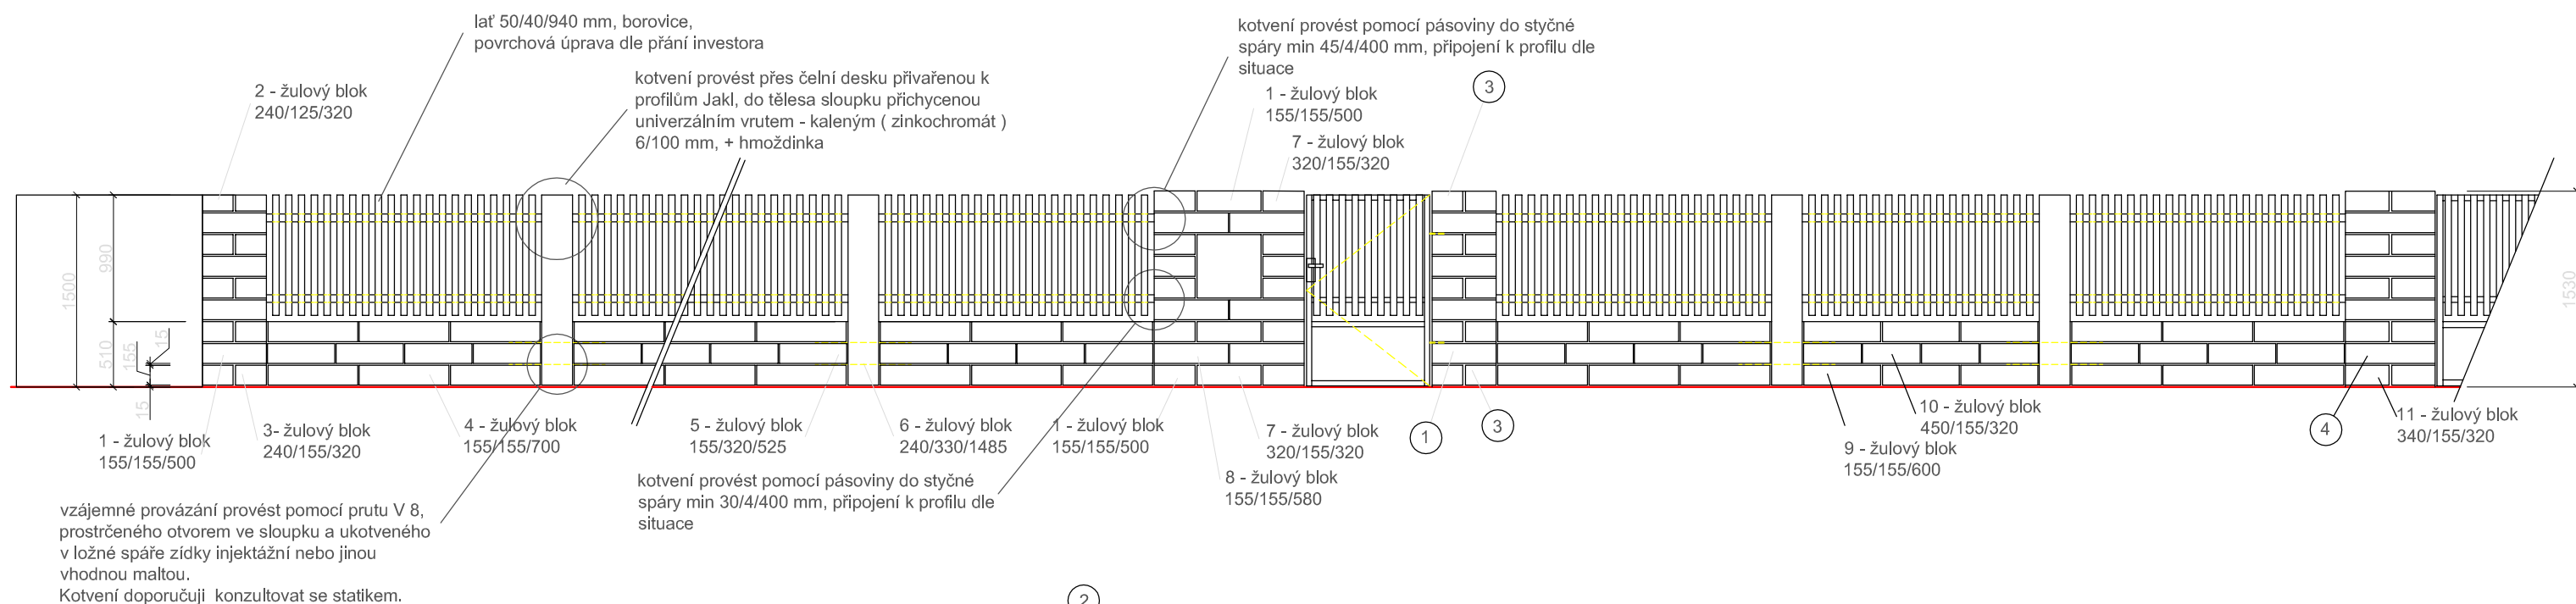 lať 50/40/940 mm, borovice,
povrchová úprava dle přání investora
kotvení provést pomocí pásoviny do styčné
spáry min 45/4/400 mm, připojení k profilu dle
situace
kotvení provést přes čelní desku přivařenou k
profilům Jakl, do tělesa sloupku přichycenou
univerzálním vrutem - kaleným ( zinkochromát )
6/100 mm, + hmoždinka
2 - žulový blok
240/125/320
1 - žulový blok
155/155/500
3
7 - žulový blok
320/155/320
1500
990
510
155
15
15
1530
1 - žulový blok
155/155/500
3- žulový blok
240/155/320
4 - žulový blok
155/155/700
5 - žulový blok
155/320/525
6 - žulový blok
240/330/1485
1 - žulový blok
155/155/500
7 - žulový blok
320/155/320
8 - žulový blok
155/155/580
1
3
9 - žulový blok
155/155/600
10 - žulový blok
450/155/320
4
11 - žulový blok
340/155/320
kotvení provést pomocí pásoviny do styčné
spáry min 30/4/400 mm, připojení k profilu dle
situace
vzájemné provázání provést pomocí prutu V 8,
prostrčeného otvorem ve sloupku a ukotveného
v ložné spáře zídky injektážní nebo jinou
vhodnou maltou.
Kotvení doporučuji konzultovat se statikem.
2